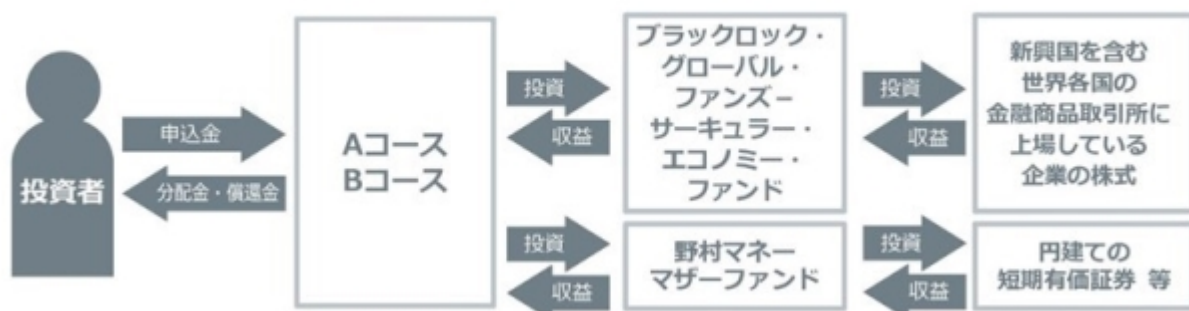 投資者
申込金
分配金・償還金
Aコース
Bコース
投資
収益
ブラックロック・
グローバル・
ファンズ－
サーキュラー・
エコノミー・
ファンド
投資
収益
新興国を含む
世界各国の
金融商品取引所に
上場している
企業の株式
投資
収益
野村マネー
マザーファンド
投資
収益
円建ての
短期有価証券 等